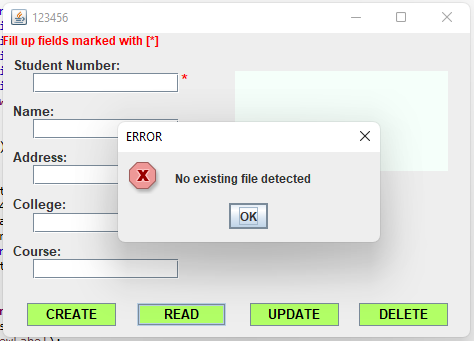 123456
Fill up fields marked with [*]
Student Number:
*
Name:
Address:
College:
Course:
ERROR
No existing file detected
OK
CREATE READ UPDATE DELETE